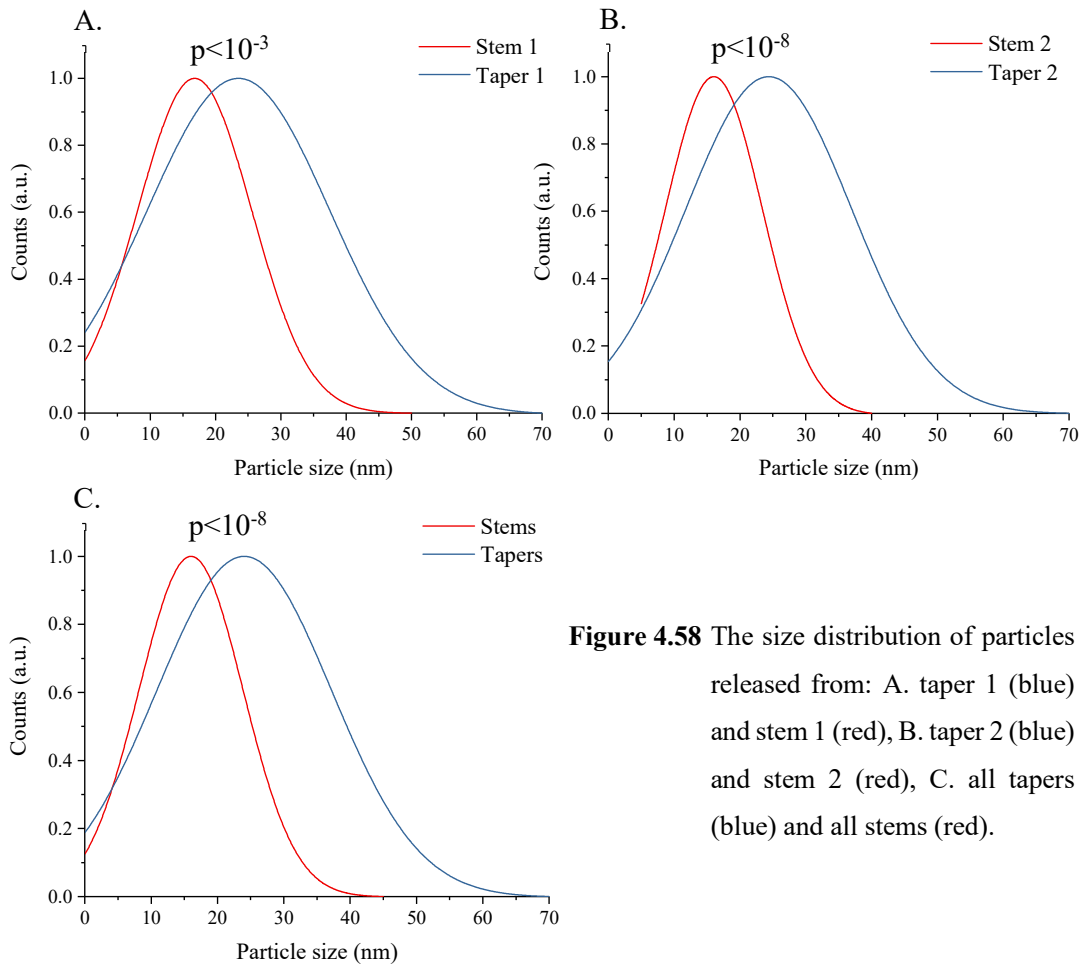 A.
p<10-3
Stem 1
Taper 1
1.0
0.8
0.6
0.4
0.2
0.0
Counts (a.u.)
0 10 20 30 40 50 60 70
Particle size (nm)
B.
p<10-8
Stem 2
Taper 2
1.0
0.8
0.6
0.4
0.2
0.0
Counts (a.u.)
0 10 20 30 40 50 60 70
Particle size (nm)
C.
p<10-8
Stems
Tapers
1.0
0.8
0.6
0.4
0.2
0.0
Counts (a.u.)
0 10 20 30 40 50 60 70
Particle size (nm)
Figure 4.58 The size distribution of particles
released from: A. taper 1 (blue)
and stem 1 (red), B. taper 2 (blue)
and stem 2 (red), C. all tapers
(blue) and all stems (red).